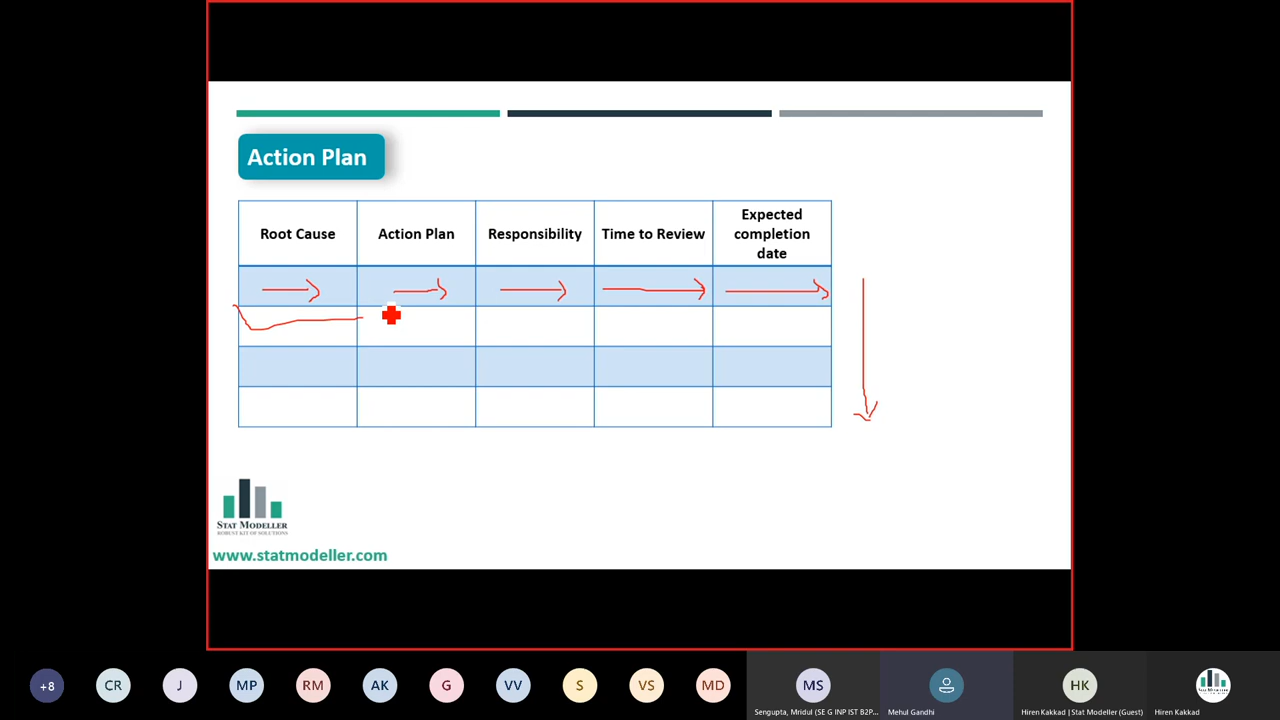 Action Plan
Root Cause
Action Plan
Responsibility
Time to Review
Expected
completion
date
STAT MODELLER
ROBUST KIT OF SOLUTIONS
www.statmodeller.com
+8
CR
J
MP
RM
AK
G
VV
S
VS
MD
MS
HK
Sengupta, Mridul (SE G INP IST B2P...
Mehul Gandhi
Hiren Kakkad |Stat Modeller (Guest)
Hiren Kakkad